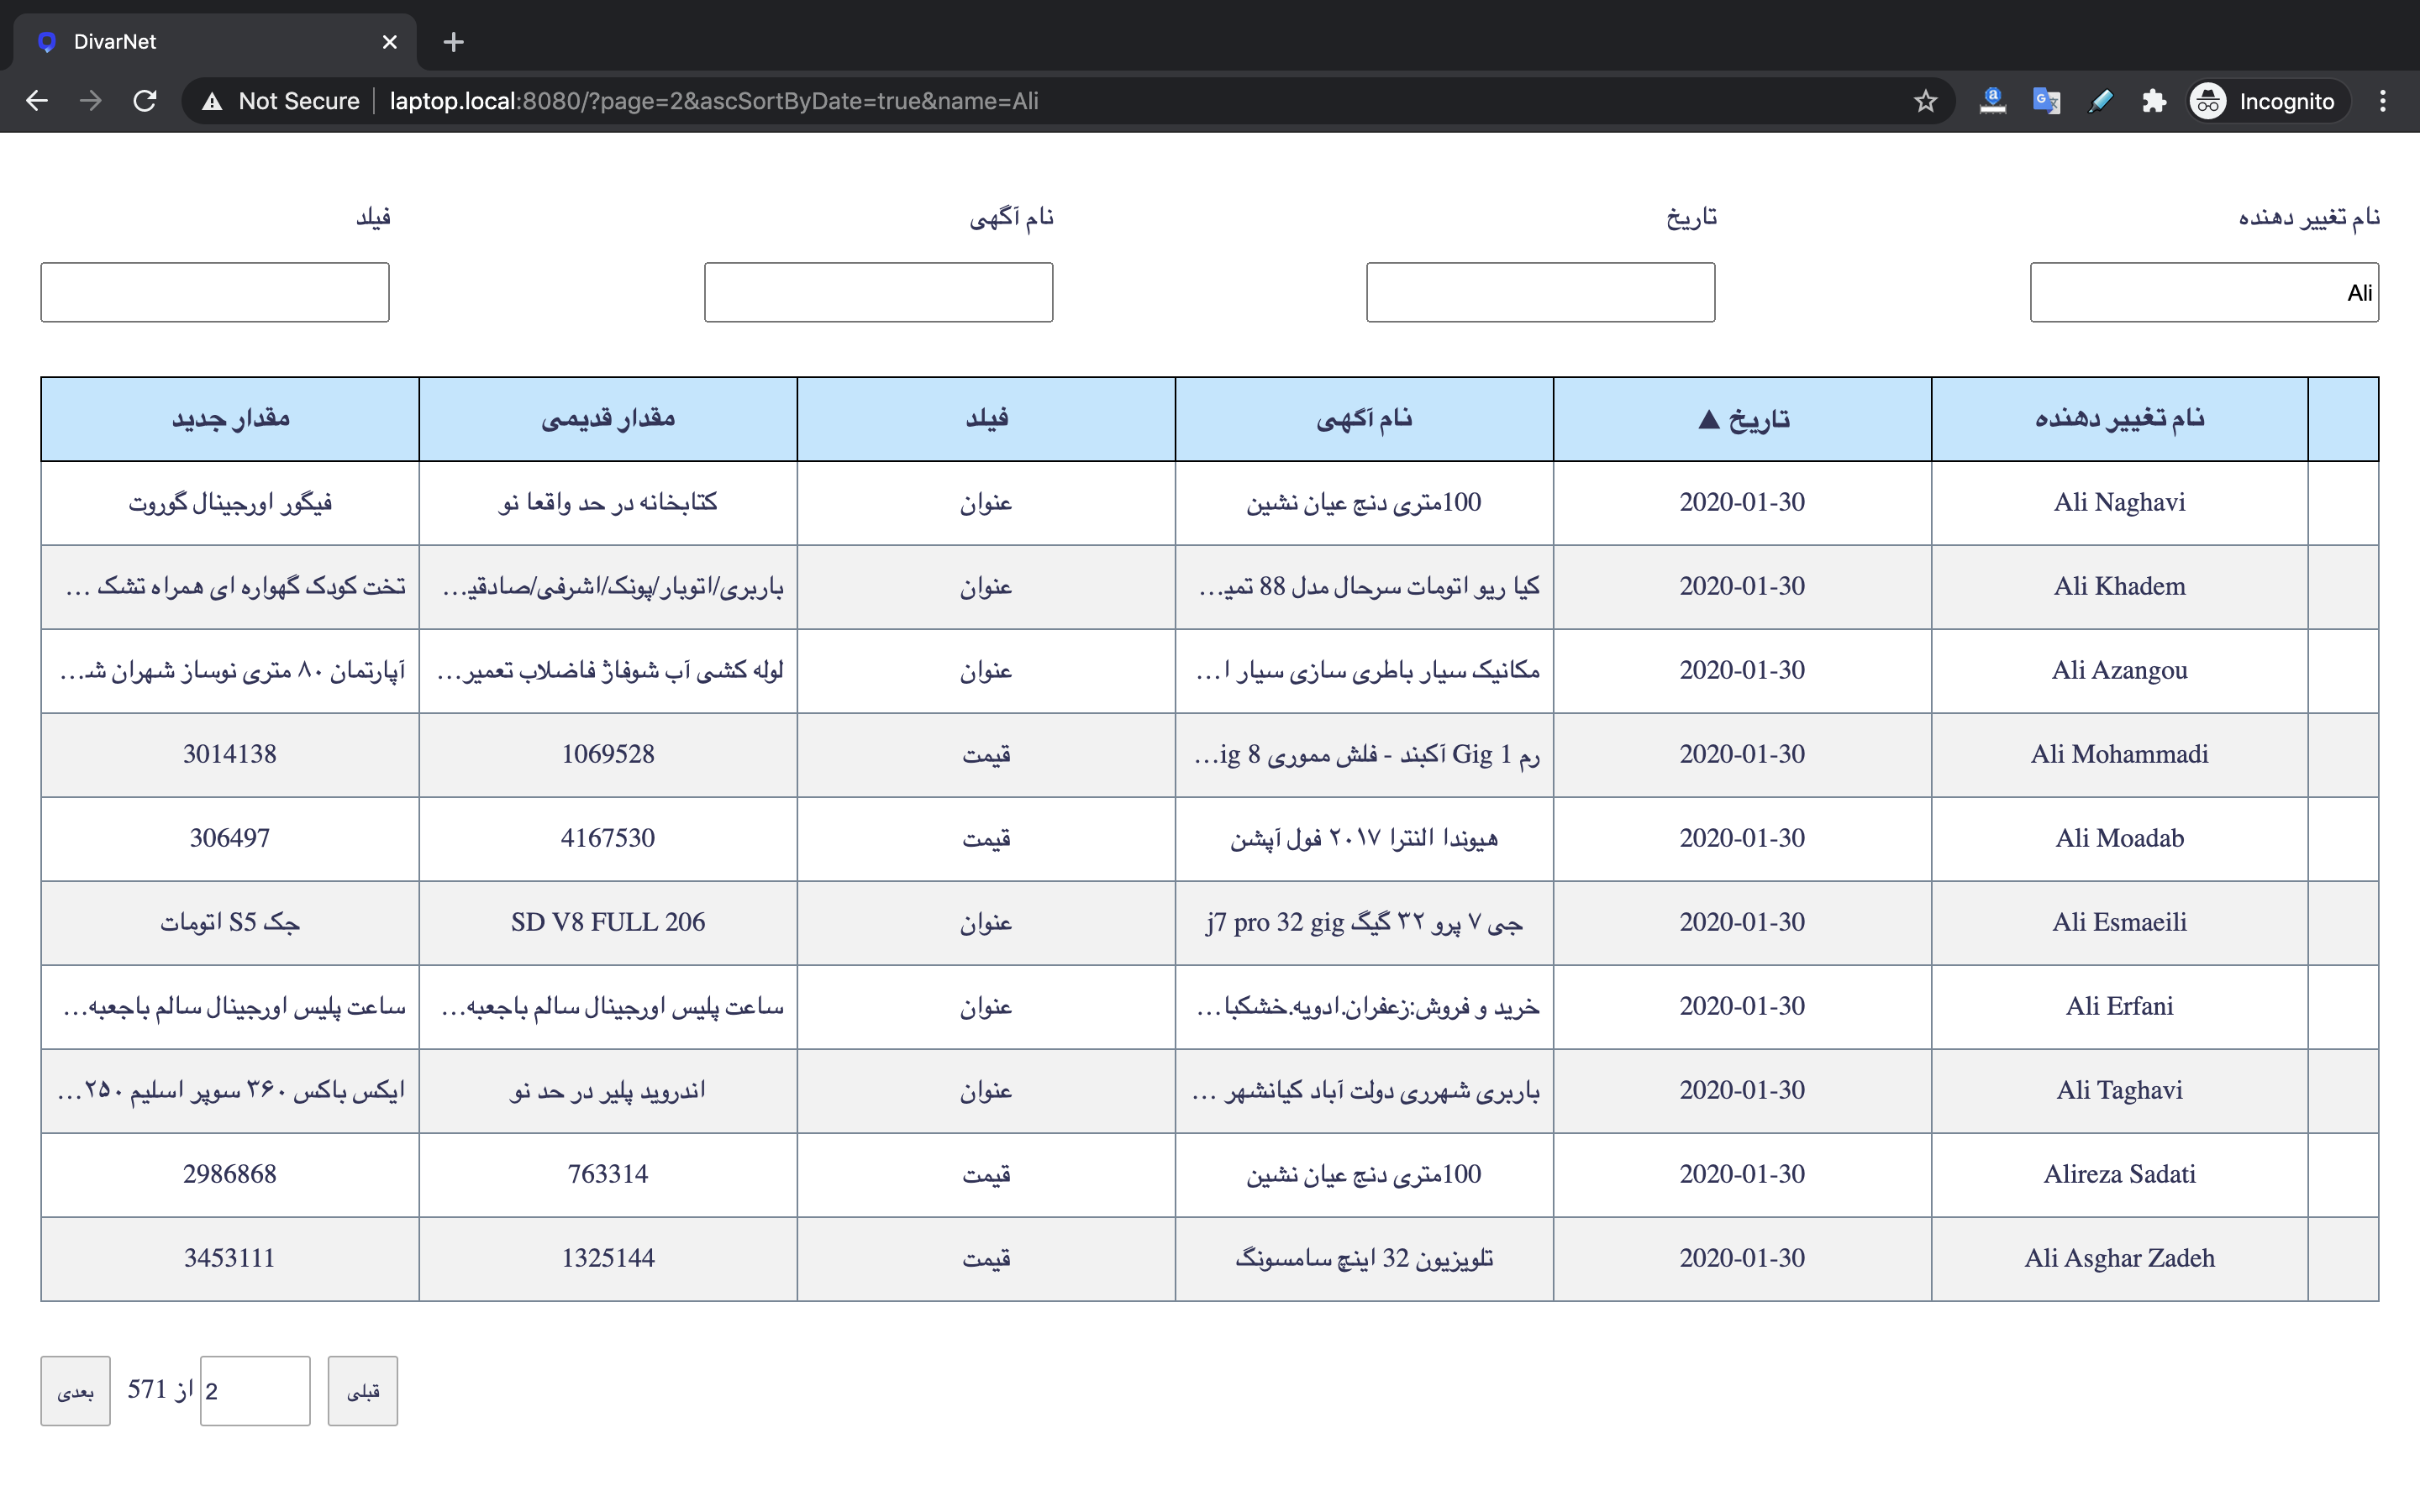 DivarNet
Not Secure laptop.local:8080/?page=2&ascSortByDate=true&name=Ali Incognito
نام تغییر دهنده تاریخ نام آگهی فیلد
Ali
نام تغییر دهنده تاریخ ▲ نام آگهی فیلد مقدار قدیمی مقدار جدید
Ali Naghavi 2020-01-30 100متری دنج عیان نشین عنوان کتابخانه در حد واقعا نو فیگور اورجینال گوروت
Ali Khadem 2020-01-30 کیا ریو اتومات سرحال مدل 88 تمیـ... عنوان باربری/اتوبار/پونک/اشرفی/صادقیـ... تخت کودک گهواره ای همراه تشک ...
Ali Azangou 2020-01-30 مکانیک سیار باطری سازی سیار ا... عنوان لوله کشی آب شوفاژ فاضلاب تعمیر... آپارتمان ۸۰ متری نوساز شهران شـ...
Ali Mohammadi 2020-01-30 رم 1 Gig آکبند - فلش مموری 8 ig... قیمت 1069528 3014138
Ali Moadab 2020-01-30 هیوندا النترا ۲۰۱۷ فول آپشن قیمت 4167530 306497
Ali Esmaeili 2020-01-30 جی ۷ پرو ۳۲ گیگ j7 pro 32 gig عنوان SD V8 FULL 206 جک S5 اتومات
Ali Erfani 2020-01-30 خرید و فروش:زعفران.ادویه.خشکبا... عنوان ساعت پلیس اورجینال سالم باجعبه... ساعت پلیس اورجینال سالم باجعبه...
Ali Taghavi 2020-01-30 باربری شهرری دولت آباد کیانشهر ... عنوان اندروید پلیر در حد نو ایکس باکس ۳۶۰ سوپر اسلیم ۲۵۰...
Alireza Sadati 2020-01-30 100متری دنج عیان نشین قیمت 763314 2986868
Ali Asghar Zadeh 2020-01-30 تلویزیون 32 اینچ سامسونگ قیمت 1325144 3453111
قبلی 2 از 571 بعدی